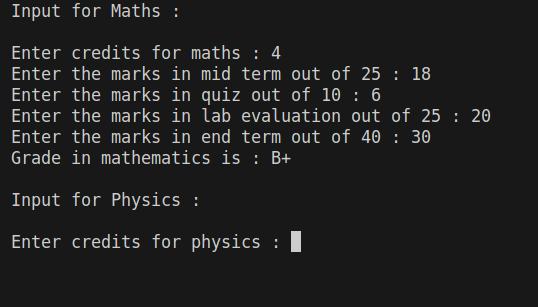 Input for Maths :
Enter credits for maths : 4
Enter the marks in mid term out of 25 : 18
Enter the marks in quiz out of 10 : 6
Enter the marks in lab evaluation out of 25 : 20
Enter the marks in end term out of 40 : 30
Grade in mathematics is : B+
Input for Physics :
Enter credits for physics :